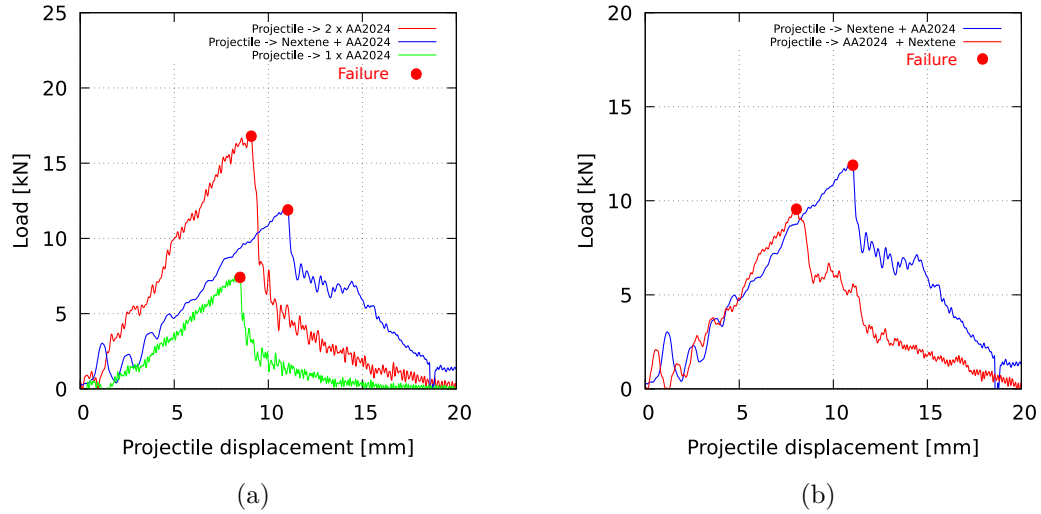 25
20
15
10
5
0
Load [kN]
Projectile -> 2 x AA2024
Projectile -> Nextene + AA2024
Projectile -> 1 x AA2024
Failure
0 5 10 15 20
Projectile displacement [mm]
(a)
20
15
10
5
0
Load [kN]
Projectile -> Nextene + AA2024
Projectile -> AA2024 + Nextene
Failure
0 5 10 15 20
Projectile displacement [mm]
(b)